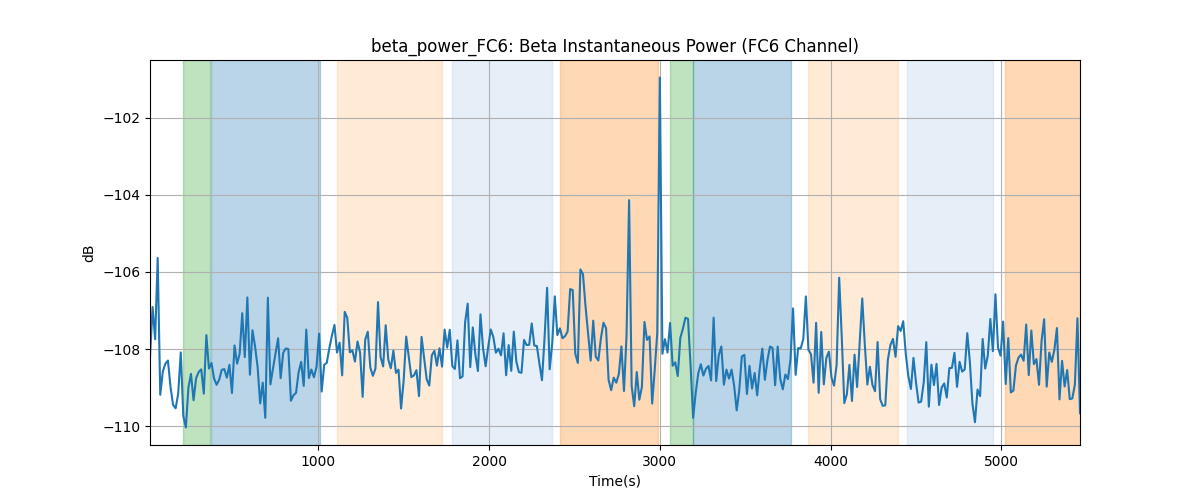 beta_power_FC6: Beta Instantaneous Power (FC6 Channel)
−102
−104
−106
−108
−110
dB
1000 2000 3000 4000 5000
Time(s)